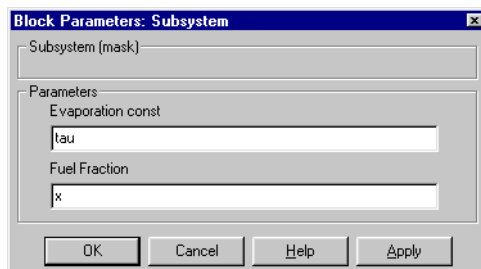 Block Parameters: Subsystem
Subsystem (mask)
Parameters
Evaporation const
tau
Fuel Fraction
x
OK Cancel Help Apply